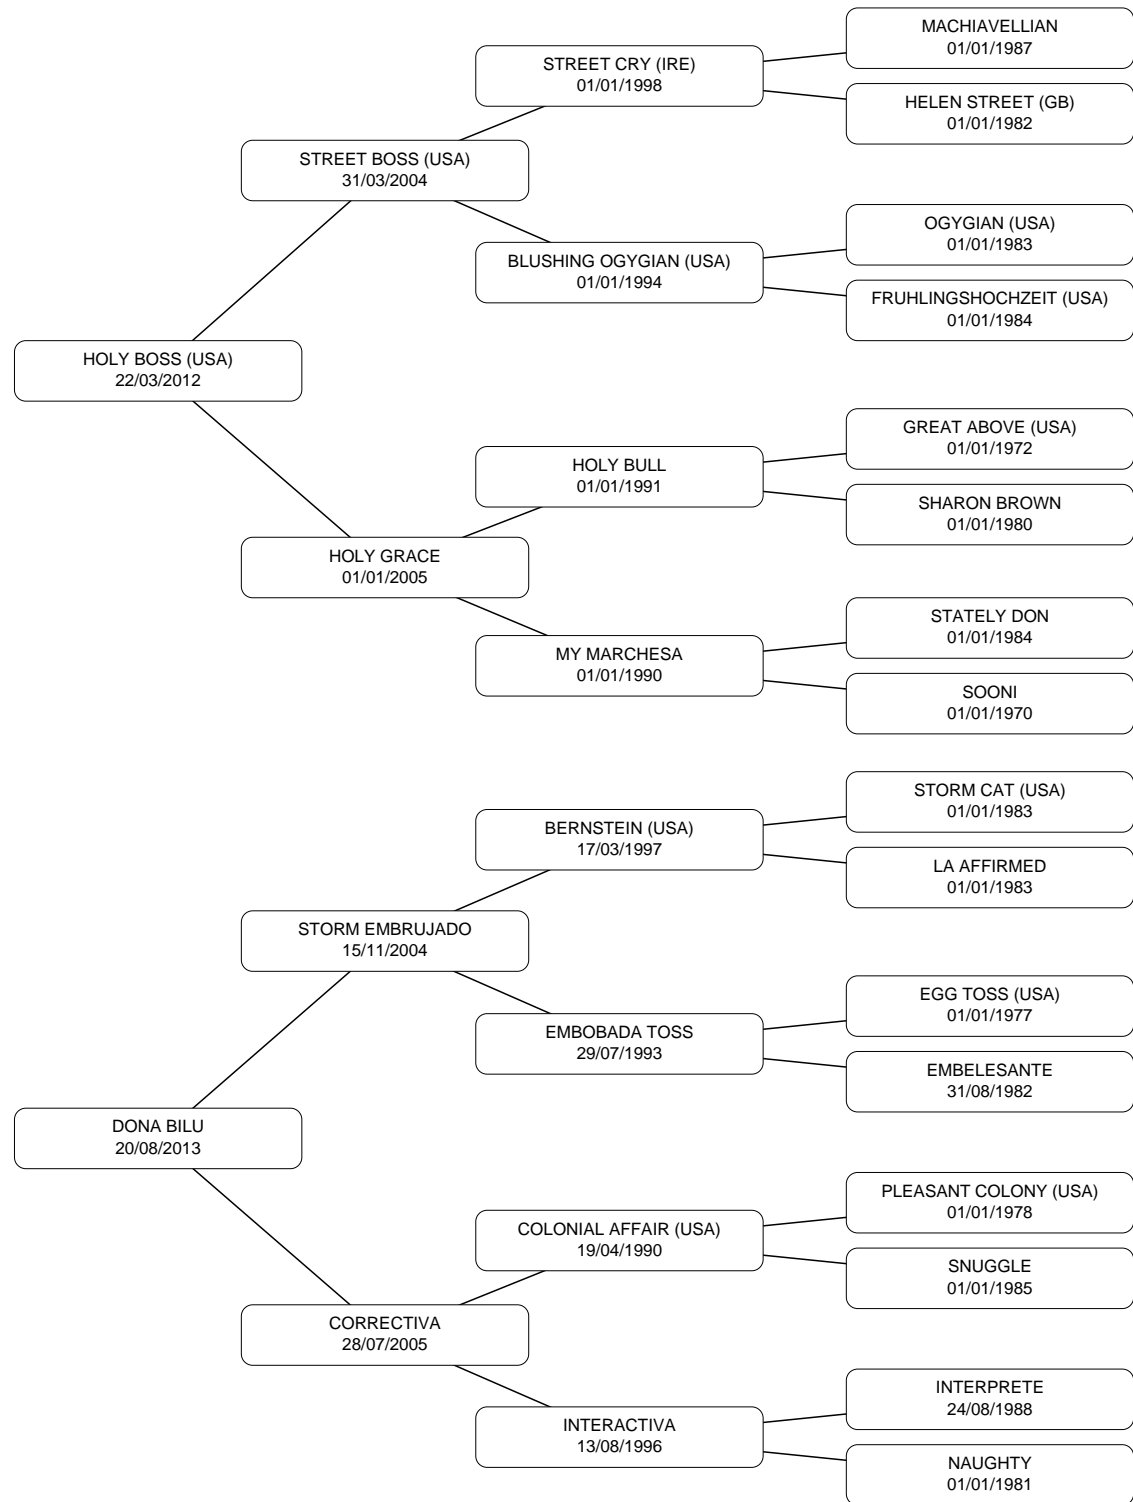 MACHIAVELLIAN
01/01/1987
STREET CRY (IRE)
01/01/1998
HELEN STREET (GB)
01/01/1982
STREET BOSS (USA)
31/03/2004
OGYGIAN (USA)
01/01/1983
BLUSHING OGYGIAN (USA)
01/01/1994
FRUHLINGSHOCHZEIT (USA)
01/01/1984
HOLY BOSS (USA)
22/03/2012
GREAT ABOVE (USA)
01/01/1972
HOLY BULL
01/01/1991
SHARON BROWN
01/01/1980
HOLY GRACE
01/01/2005
STATELY DON
01/01/1984
MY MARCHESA
01/01/1990
SOONI
01/01/1970
STORM CAT (USA)
01/01/1983
BERNSTEIN (USA)
17/03/1997
LA AFFIRMED
01/01/1983
STORM EMBRUJADO
15/11/2004
EGG TOSS (USA)
01/01/1977
EMBOBADA TOSS
29/07/1993
EMBELESANTE
31/08/1982
DONA BILU
20/08/2013
PLEASANT COLONY (USA)
01/01/1978
COLONIAL AFFAIR (USA)
19/04/1990
SNUGGLE
01/01/1985
CORRECTIVA
28/07/2005
INTERPRETE
24/08/1988
INTERACTIVA
13/08/1996
NAUGHTY
01/01/1981